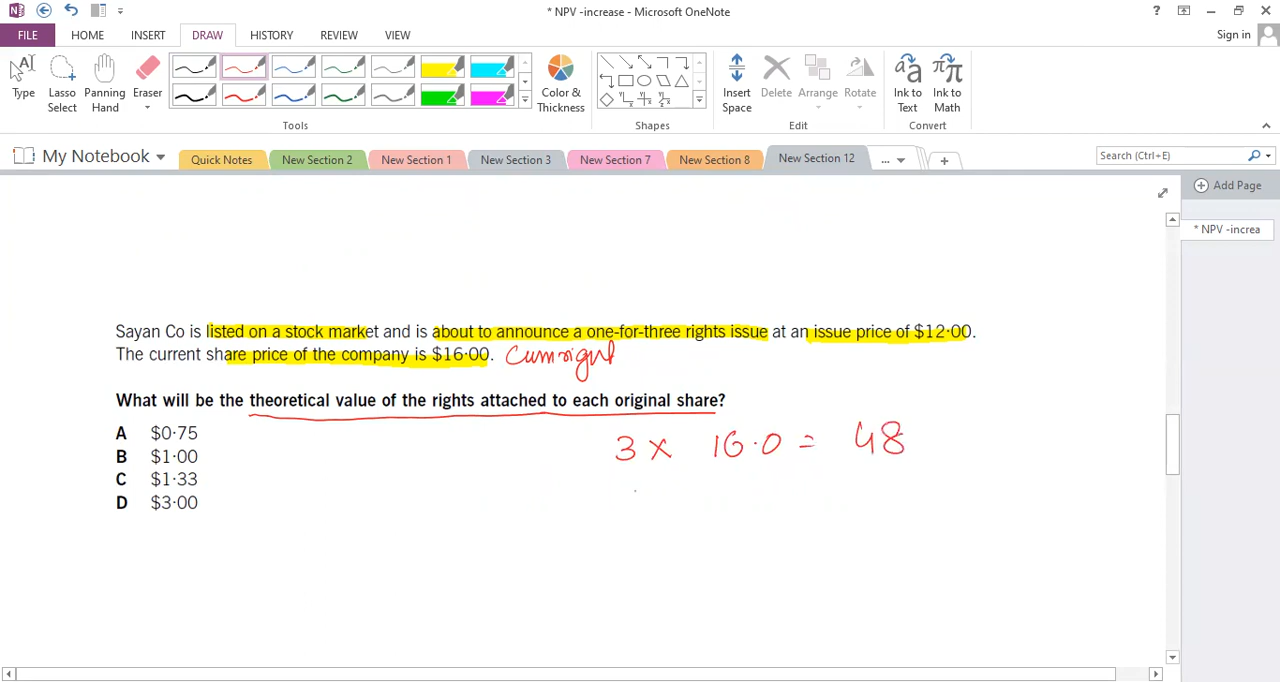 * NPV -increase - Microsoft OneNote
?
FILE HOME INSERT DRAW HISTORY REVIEW VIEW
Sign in
Type
Lasso Select
Panning Hand
Eraser
Color & Thickness
Insert Space
Delete
Arrange
Rotate
Ink to Text
Ink to Math
Tools
Shapes
Edit
Convert
My Notebook
Quick Notes New Section 2 New Section 1 New Section 3 New Section 7 New Section 8 New Section 12 ...
Search (Ctrl+E)
Add Page
* NPV -increa
Sayan Co is listed on a stock market and is about to announce a one-for-three rights issue at an issue price of $12·00.
The current share price of the company is $16·00. Cumright
What will be the theoretical value of the rights attached to each original share?
A $0·75
B $1·00
C $1·33
D $3·00
3 x 16.0 = 48